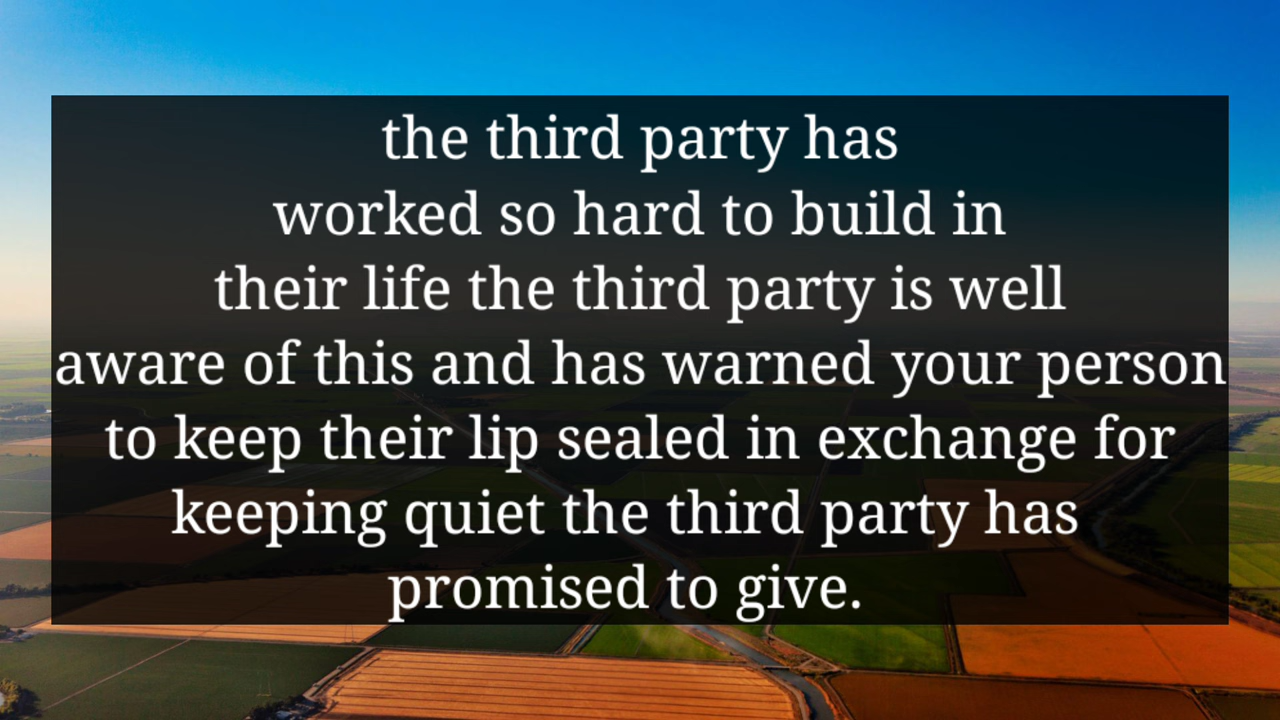 the third party has
worked so hard to build in
their life the third party is well
aware of this and has warned your person
to keep their lip sealed in exchange for
keeping quiet the third party has
promised to give.